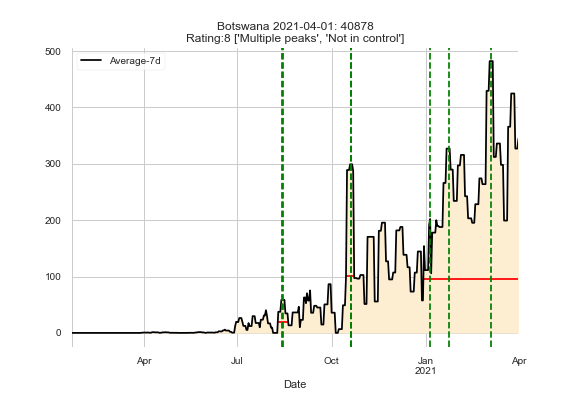 Botswana 2021-04-01: 40878
Rating:8 ['Multiple peaks', 'Not in control']
Average-7d
500
400
300
200
100
0
Apr
Jul
Oct
Jan
2021
Apr
Date